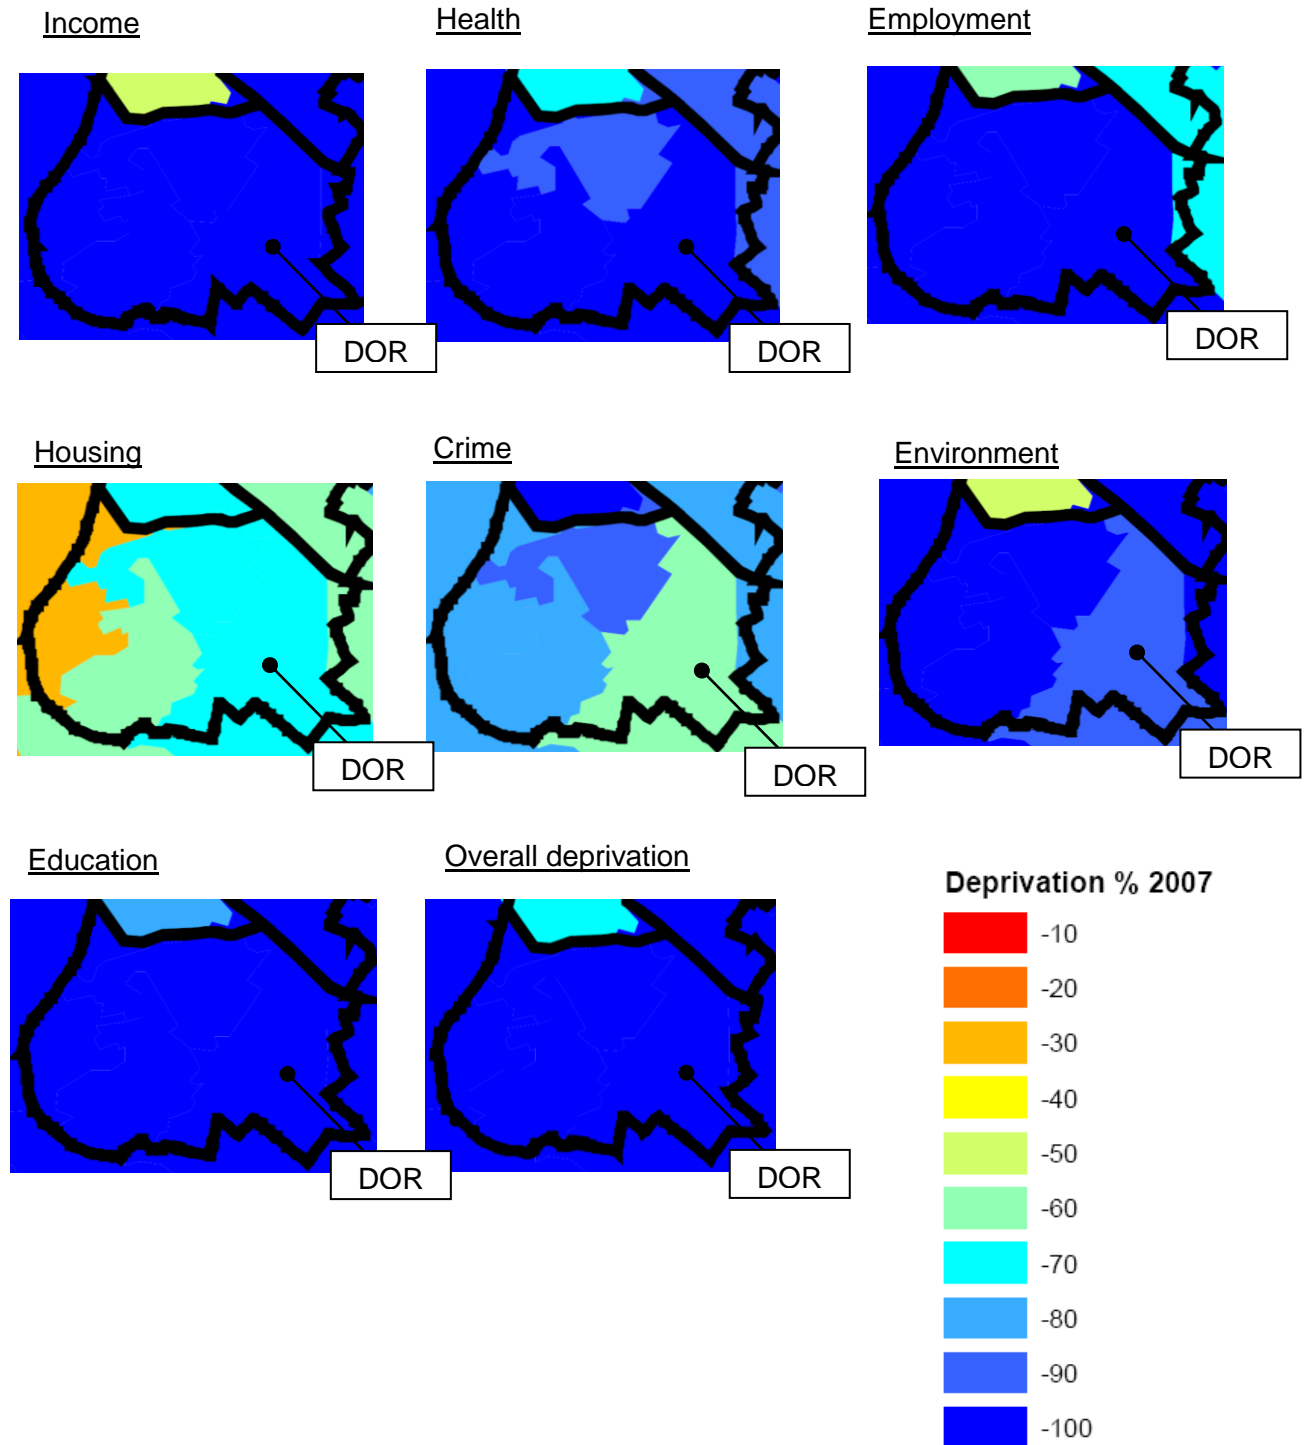 Income
Health
Employment
DOR
DOR
DOR
Housing
Crime
Environment
DOR
DOR
DOR
Education
Overall deprivation
DOR
DOR
Deprivation % 2007
-10
-20
-30
-40
-50
-60
-70
-80
-90
-100